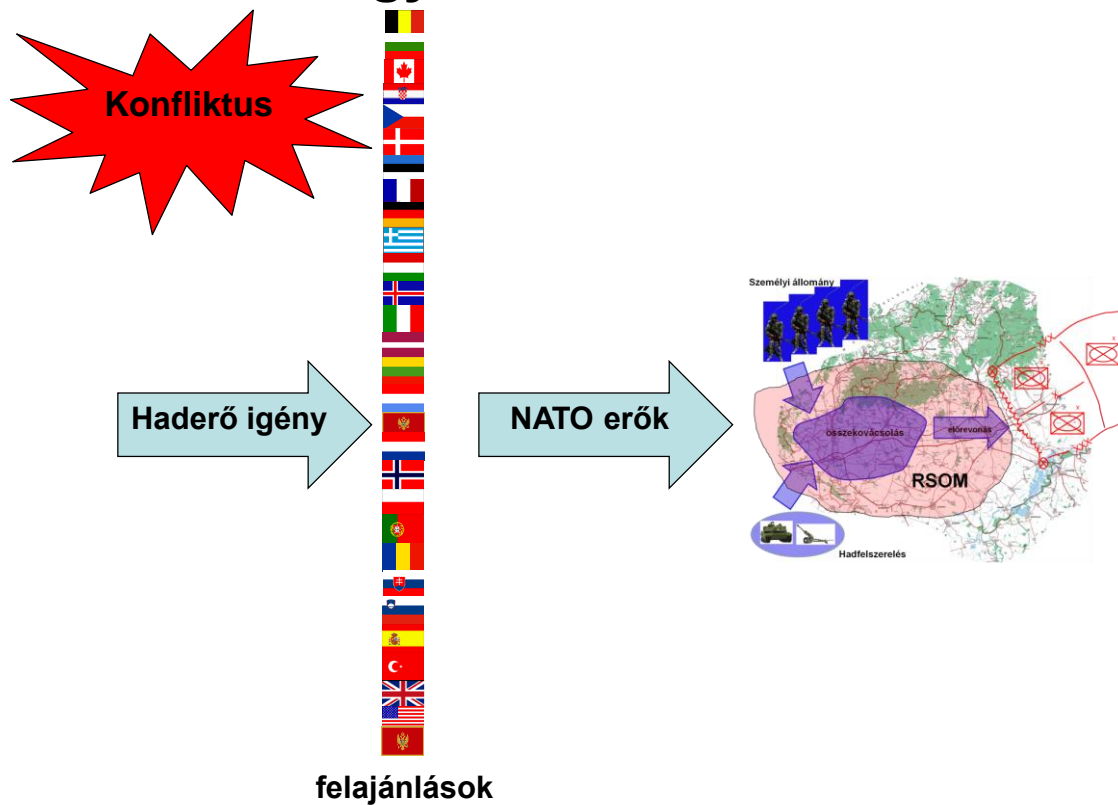 Konfliktus
Haderő igény
NATO erők
felajánlások
Személyi állomány
összekovácsolás
előrevonás
RSOM
Hadfelszerelés